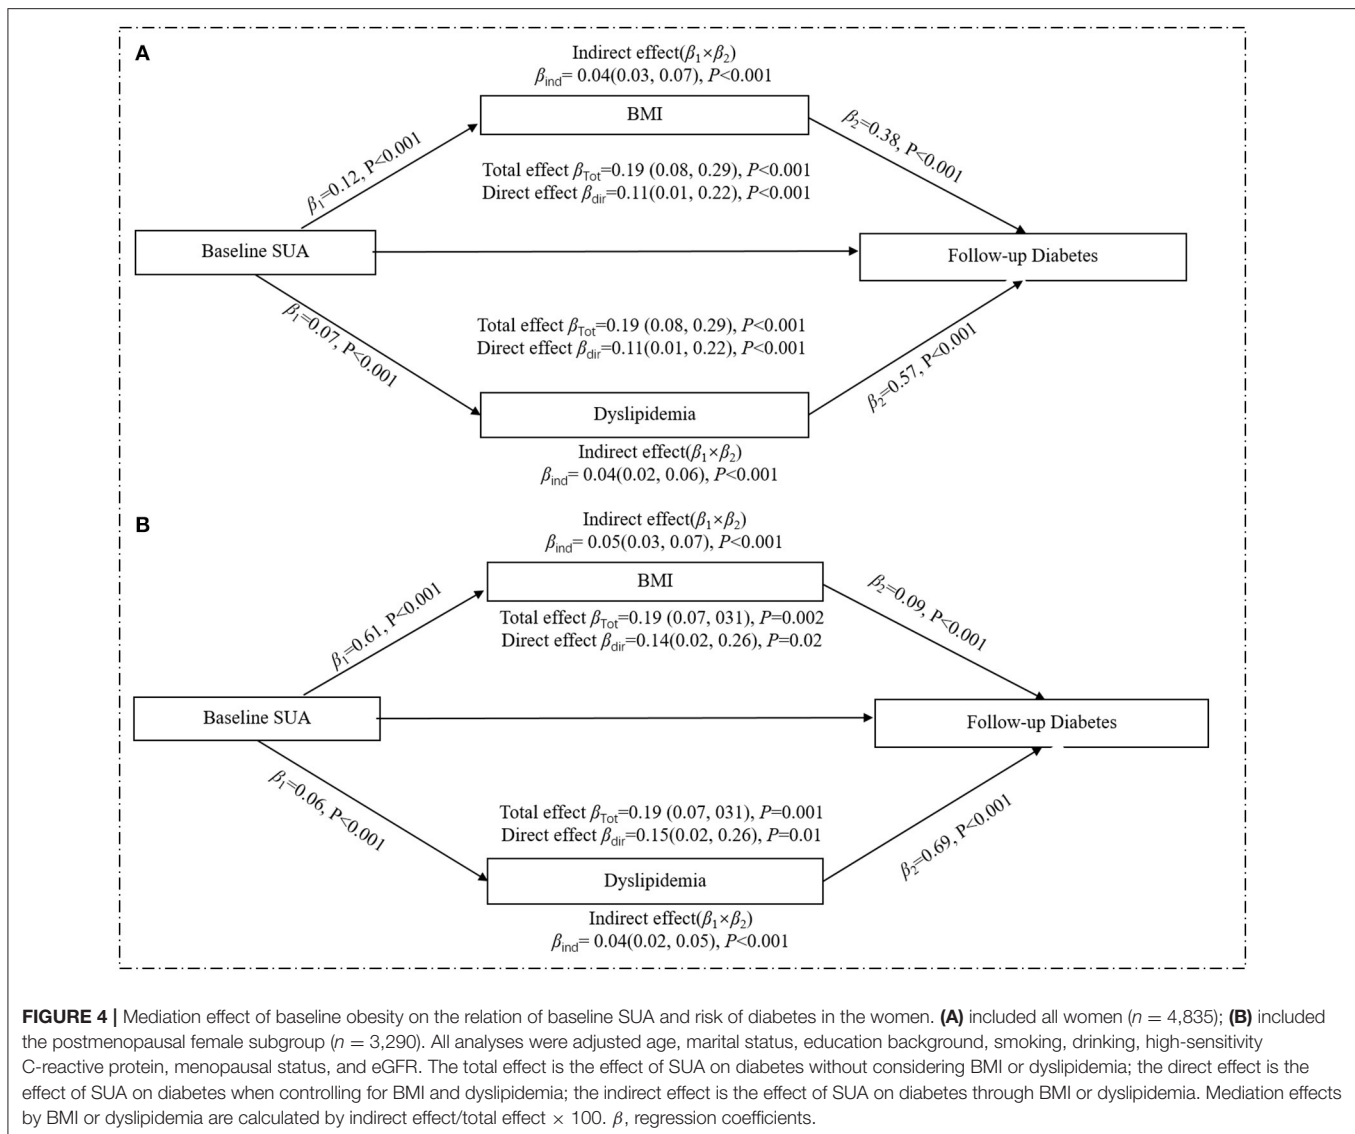 A
Indirect effect(β₁×β₂)
β_ind= 0.04(0.03, 0.07), P<0.001
BMI
β₁=0.12, P<0.001
β₂=0.38, P<0.001
Total effect β_Tot=0.19 (0.08, 0.29), P<0.001
Direct effect β_dir=0.11(0.01, 0.22), P<0.001
Baseline SUA
Follow-up Diabetes
Total effect β_Tot=0.19 (0.08, 0.29), P<0.001
Direct effect β_dir=0.11(0.01, 0.22), P<0.001
β₁=0.07, P<0.001
β₂=0.57, P<0.001
Dyslipidemia
Indirect effect(β₁×β₂)
β_ind= 0.04(0.02, 0.06), P<0.001
B
Indirect effect(β₁×β₂)
β_ind= 0.05(0.03, 0.07), P<0.001
BMI
β₁=0.61, P<0.001
β₂=0.09, P<0.001
Total effect β_Tot=0.19 (0.07, 031), P=0.002
Direct effect β_dir=0.14(0.02, 0.26), P=0.02
Baseline SUA
Follow-up Diabetes
β₁=0.06, P<0.001
Total effect β_Tot=0.19 (0.07, 031), P=0.001
Direct effect β_dir=0.15(0.02, 0.26), P=0.01
β₂=0.69, P<0.001
Dyslipidemia
Indirect effect(β₁×β₂)
β_ind= 0.04(0.02, 0.05), P<0.001
FIGURE 4 | Mediation effect of baseline obesity on the relation of baseline SUA and risk of diabetes in the women. (A) included all women (n = 4,835); (B) included
the postmenopausal female subgroup (n = 3,290). All analyses were adjusted age, marital status, education background, smoking, drinking, high-sensitivity
C-reactive protein, menopausal status, and eGFR. The total effect is the effect of SUA on diabetes without considering BMI or dyslipidemia; the direct effect is the
effect of SUA on diabetes when controlling for BMI and dyslipidemia; the indirect effect is the effect of SUA on diabetes through BMI or dyslipidemia. Mediation effects
by BMI or dyslipidemia are calculated by indirect effect/total effect × 100. β, regression coefficients.